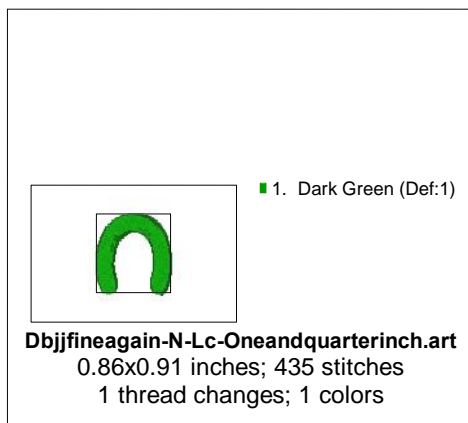 1. Dark Green (Def:1)
Dbjjfineagain-N-Lc-Oneandquarterinch.art
0.86x0.91 inches; 435 stitches
1 thread changes; 1 colors